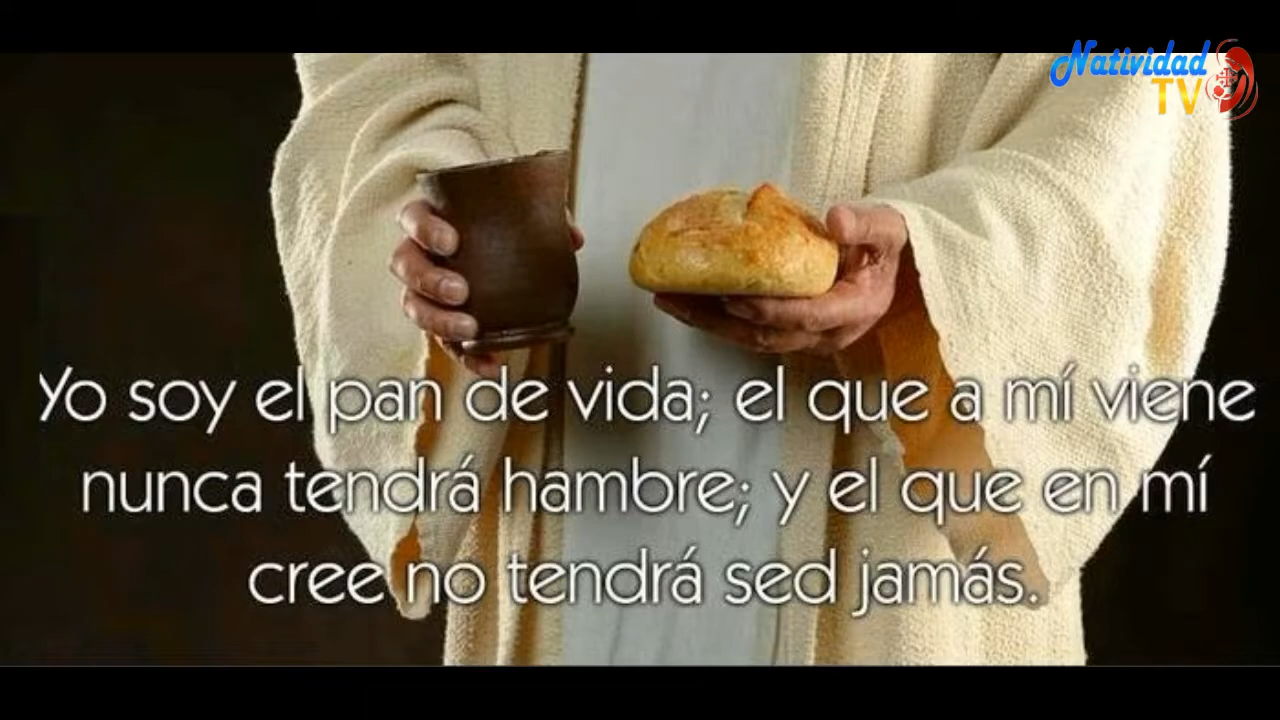 Natividad
TV
Yo soy el pan de vida; el que a mí viene
nunca tendrá hambre; y el que en mí
cree no tendrá sed jamás.